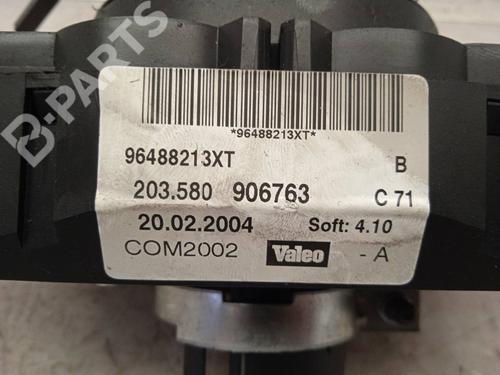 B-PARTS
*96488213XT*
96488213XT B
203.580 906763 C 71
20.02.2004 Soft: 4.10
COM2002 Valeo - A